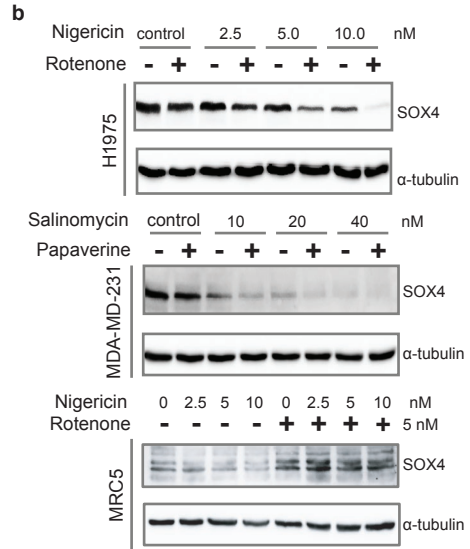 b
Nigericin control 2.5 5.0 10.0 nM
Rotenone - + - + - + - +
SOX4
H1975
α-tubulin
Salinomycin control 10 20 40 nM
Papaverine - + - + - + - +
SOX4
MDA-MD-231
α-tubulin
Nigericin 0 2.5 5 10 0 2.5 5 10 nM
Rotenone - - - - + + + + 5 nM
SOX4
MRC5
α-tubulin